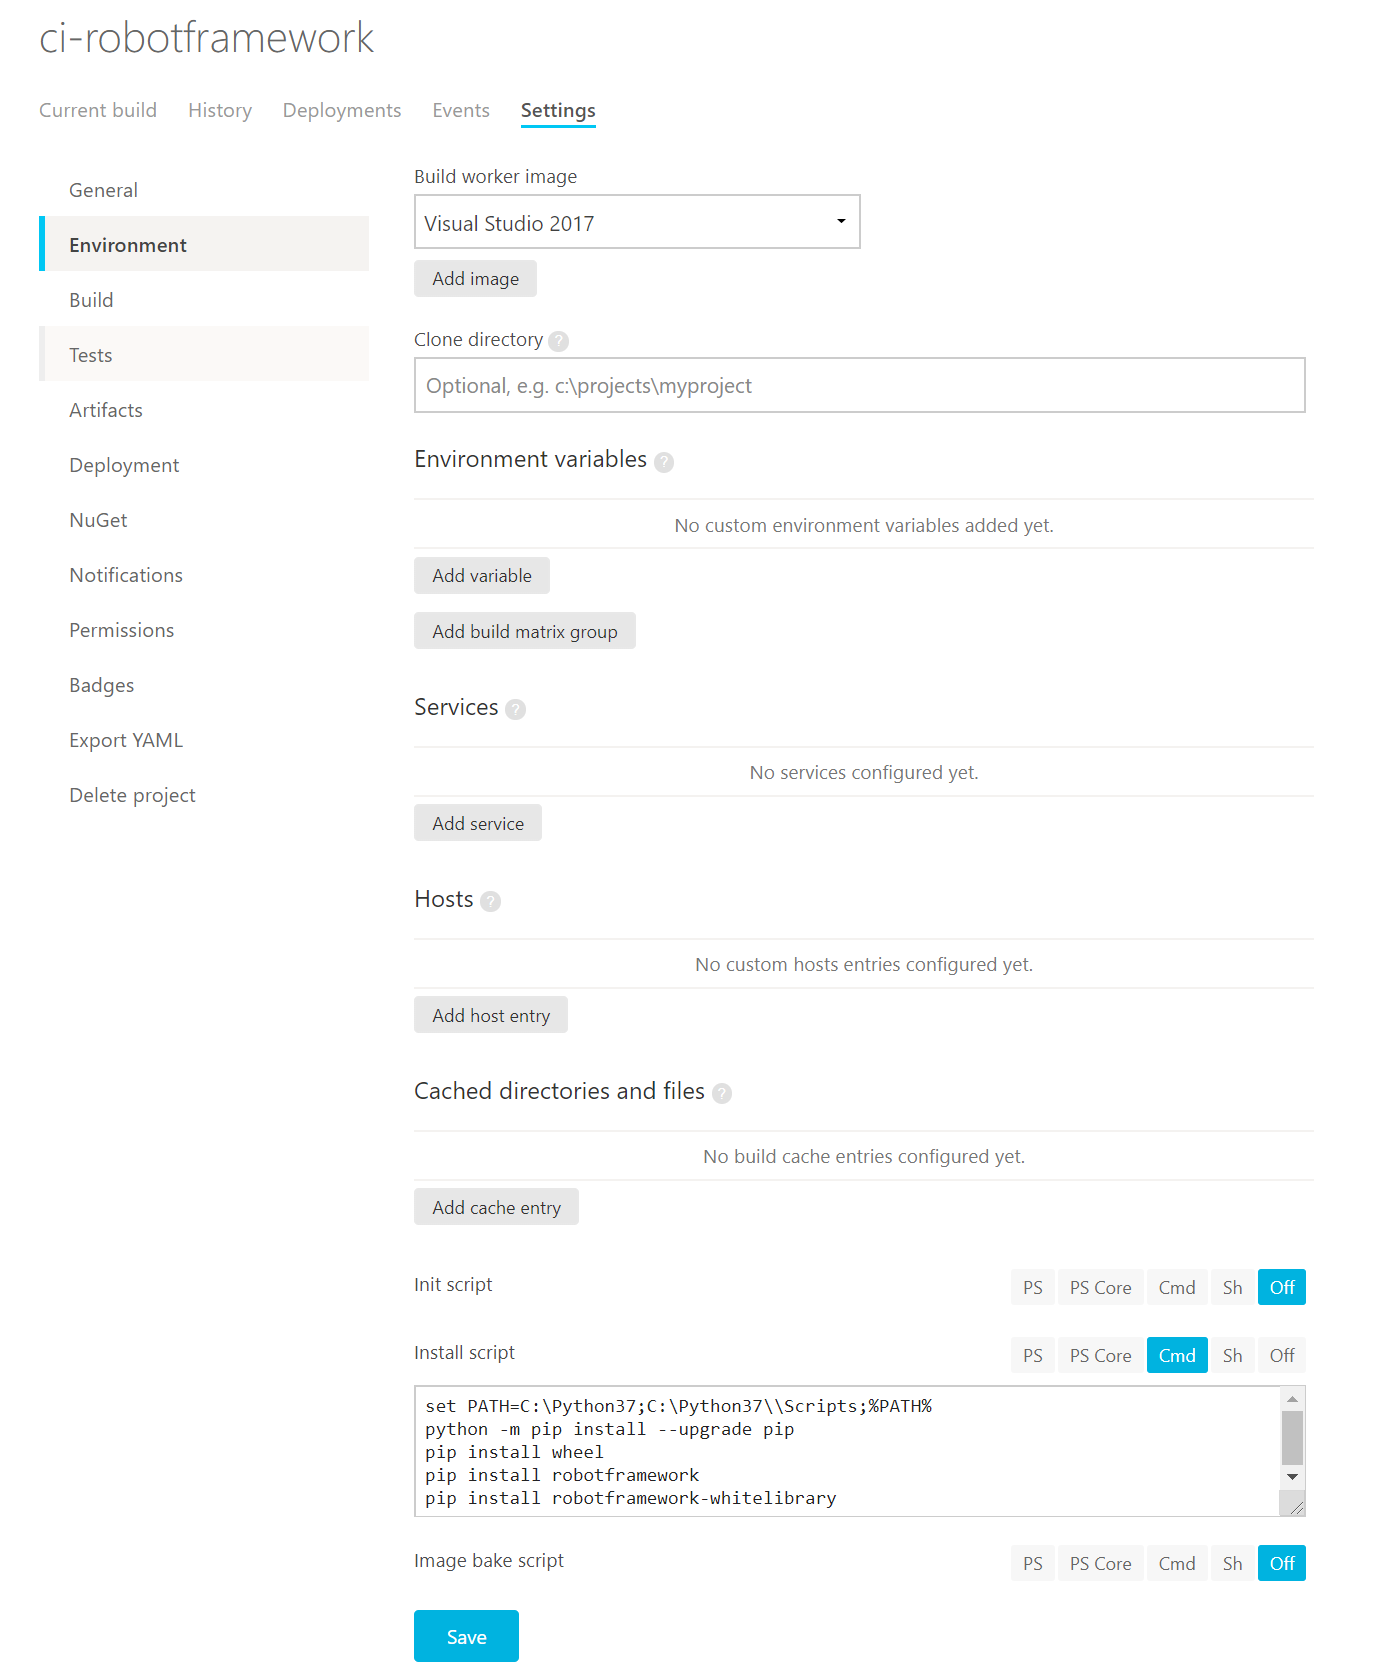 ci-robotframework
Current build History Deployments Events Settings
General
Environment
Build
Tests
Artifacts
Deployment
NuGet
Notifications
Permissions
Badges
Export YAML
Delete project
Build worker image
Visual Studio 2017
Add image
Clone directory ?
Optional, e.g. c:\projects\myproject
Environment variables ?
No custom environment variables added yet.
Add variable
Add build matrix group
Services ?
No services configured yet.
Add service
Hosts ?
No custom hosts entries configured yet.
Add host entry
Cached directories and files ?
No build cache entries configured yet.
Add cache entry
Init script PS PS Core Cmd Sh Off
Install script PS PS Core Cmd Sh Off
set PATH=C:\Python37;C:\Python37\\Scripts;%PATH%
python -m pip install --upgrade pip
pip install wheel
pip install robotframework
pip install robotframework-whitelibrary
Image bake script PS PS Core Cmd Sh Off
Save